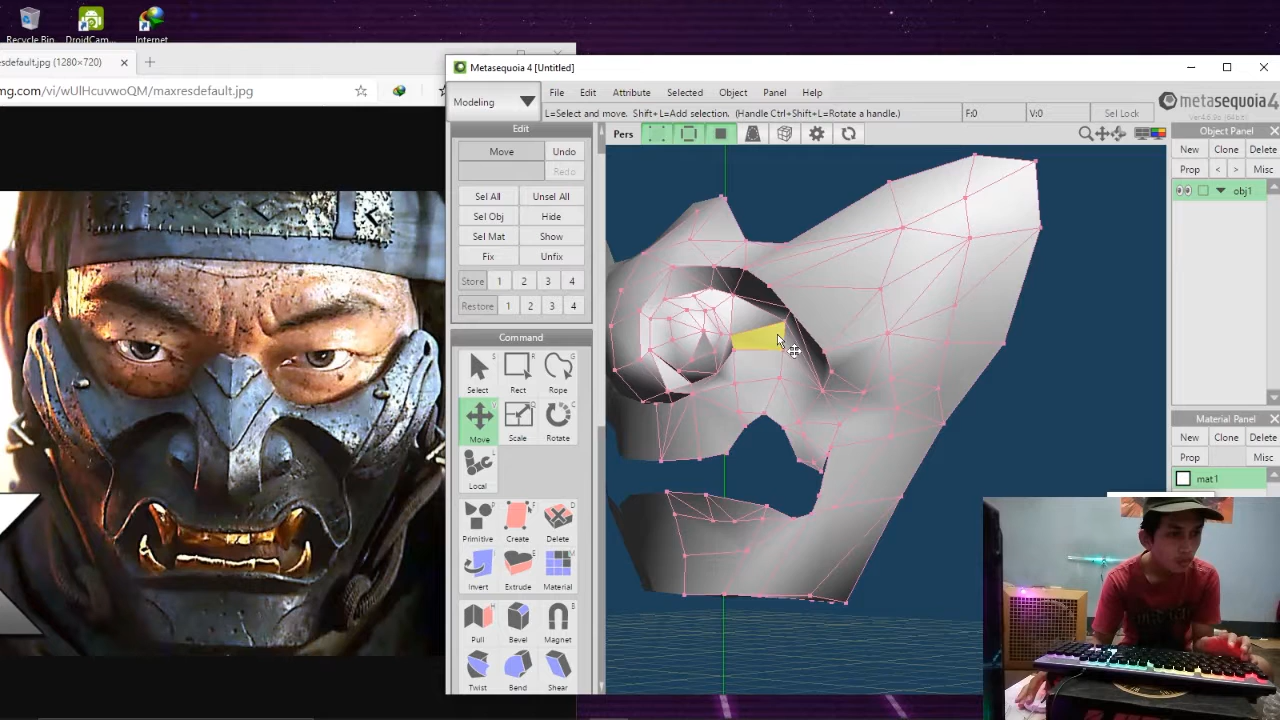 Recycle Bin
DroidCam...
Internet
esdefault.jpg (1280×720)
mg.com/vi/wUlHcuvwoQM/maxresdefault.jpg
Metasequoia 4 [Untitled]
Modeling
File Edit Attribute Selected Object Panel Help
L=Select and move. Shift+L=Add selection. (Handle Ctrl+Shift+L=Rotate a handle.)
F:0
V:0
Sel Lock
metasequoia4
Edit
Pers
Object Panel
Move
Undo
Redo
New Clone Delete
Prop < > Misc
obj1
Sel All
Unsel All
Sel Obj
Hide
Sel Mat
Show
Fix
Unfix
Store 1 2 3 4
Restore 1 2 3 4
Command
Select
Rect
Rope
Move
Scale
Rotate
Local
Primitive
Create
Delete
Invert
Extrude
Material
Pull
Bevel
Magnet
Twist
Bend
Shear
Material Panel
New Clone Delete
Prop Misc
mat1